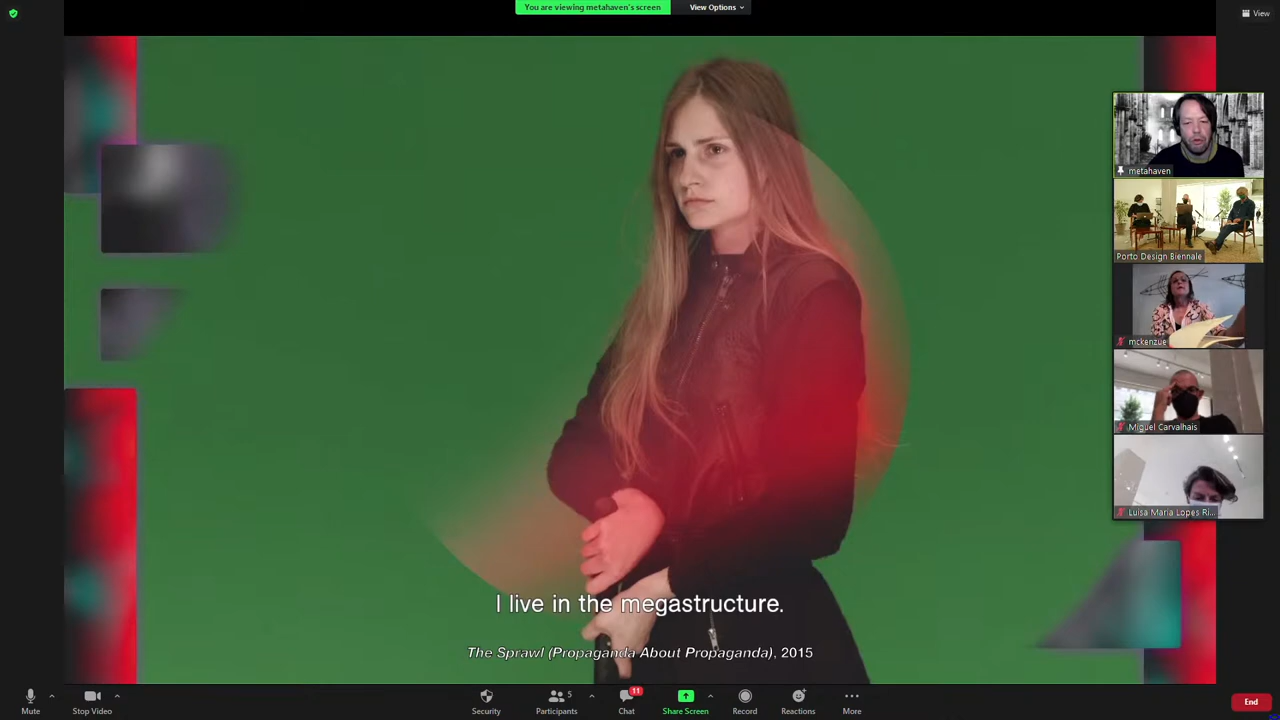 You are viewing metahaven's screen
View Options
View
metahaven
Porto Design Biennale
mckenzue
Miguel Carvalhais
Luísa Maria Lopes Ri...
I live in the megastructure.
The Sprawl (Propaganda About Propaganda), 2015
Mute
Stop Video
Security
5
Participants
11
Chat
Share Screen
Record
Reactions
More
End